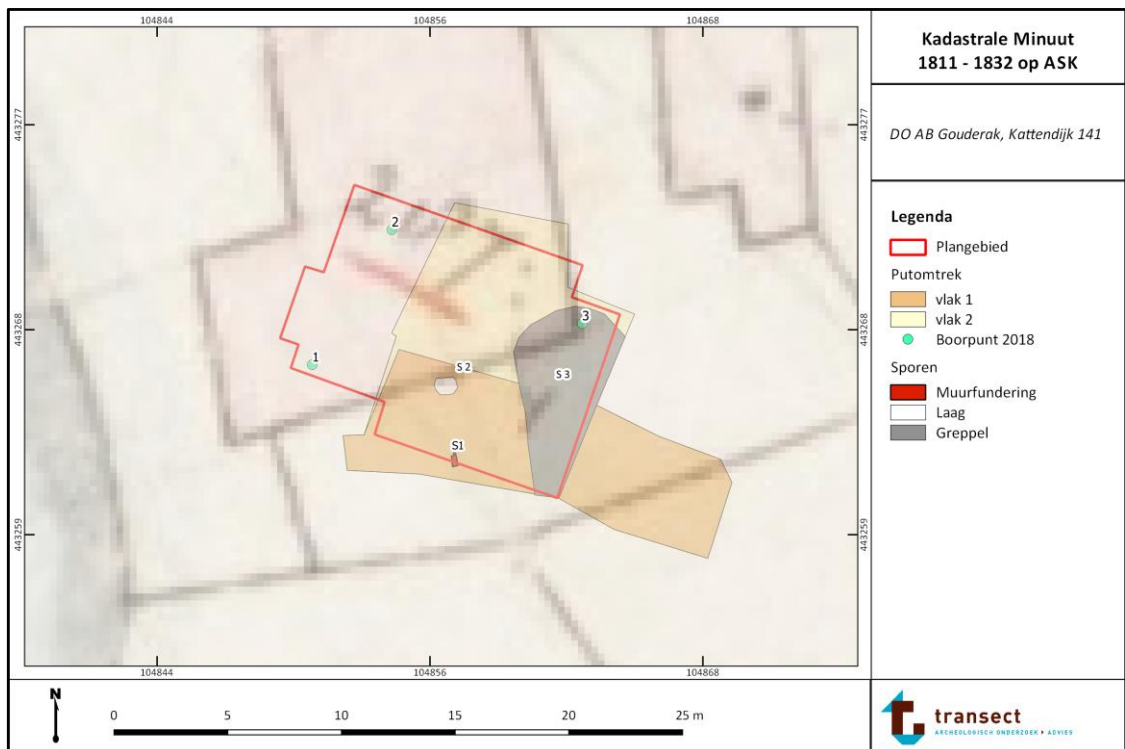 104844 104856 104868
443277 443277
443268 443268
443259 443259
2
3
1
S 2
S 3
S1
104844 104856 104868
Kadastrale Minuut
1811 - 1832 op ASK
DO AB Gouderak, Kattendijk 141
Legenda
Plangebied
Putomtrek
vlak 1
vlak 2
Boorpunt 2018
Sporen
Muurfundering
Laag
Greppel
N
0 5 10 15 20 25 m
transect
ARCHEOLOGISCH ONDERZOEK ▸ ADVIES